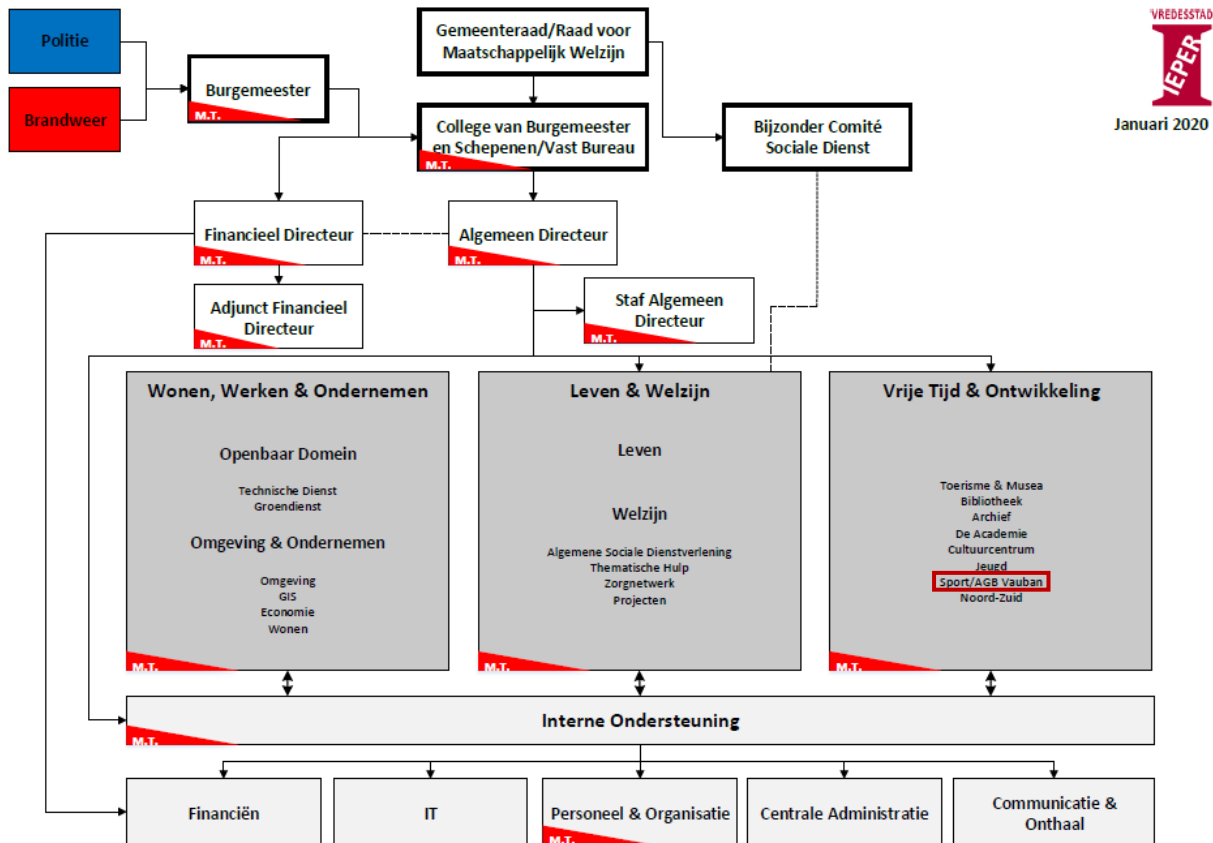 VREDESSTAD
IEPER
Januari 2020
Politie
Brandweer
Burgemeester
M.T.
Gemeenteraad/Raad voor
Maatschappelijk Welzijn
College van Burgemeester
en Schepenen/Vast Bureau
M.T.
Bijzonder Comité
Sociale Dienst
Financieel Directeur
M.T.
Algemeen Directeur
M.T.
Adjunct Financieel
Directeur
M.T.
Staf Algemeen
Directeur
M.T.
Wonen, Werken & Ondernemen
Openbaar Domein
Technische Dienst
Groendienst
Omgeving & Ondernemen
Omgeving
GIS
Economie
Wonen
M.T.
Leven & Welzijn
Leven
Welzijn
Algemene Sociale Dienstverlening
Thematische Hulp
Zorgnetwerk
Projecten
M.T.
Vrije Tijd & Ontwikkeling
Toerisme & Musea
Bibliotheek
Archief
De Academie
Cultuurcentrum
Jeugd
Sport/AGB Vauban
Noord-Zuid
M.T.
Interne Ondersteuning
M.T.
Financiën
IT
Personeel & Organisatie
M.T.
Centrale Administratie
Communicatie &
Onthaal